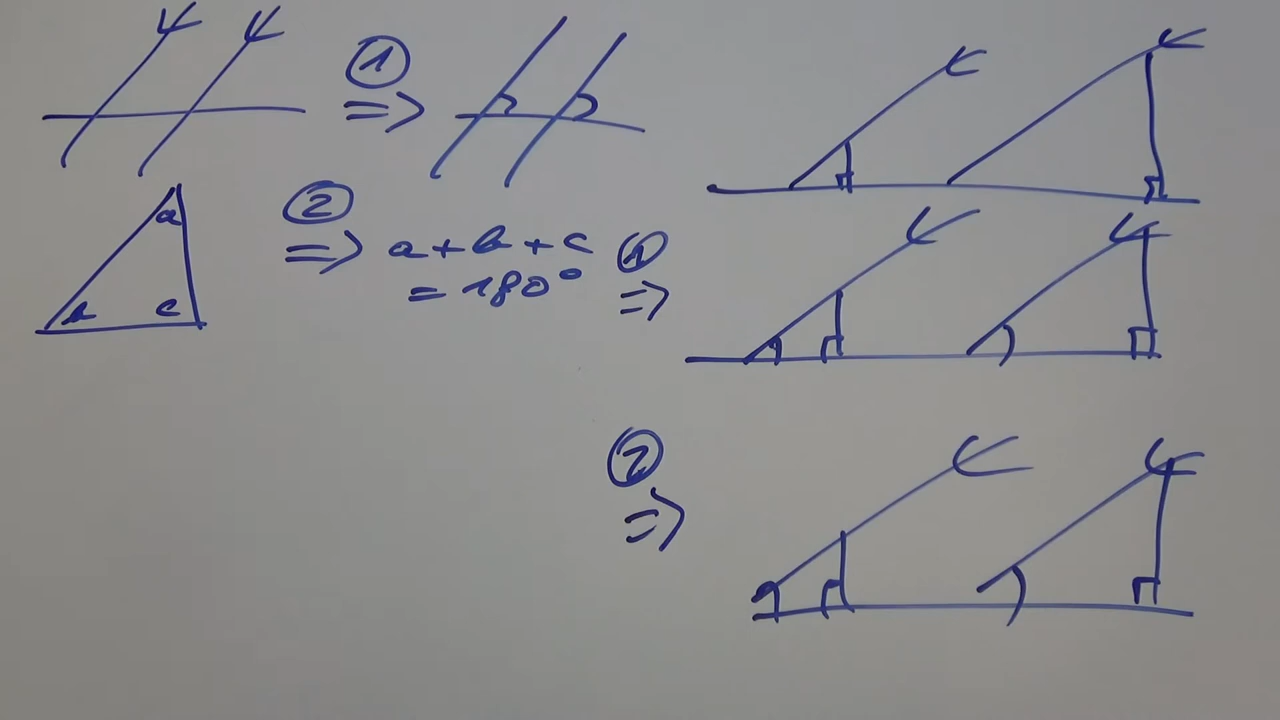 ①
=>
a
b
c
②
=> a + b + c
= 180°
①
=>
②
=>